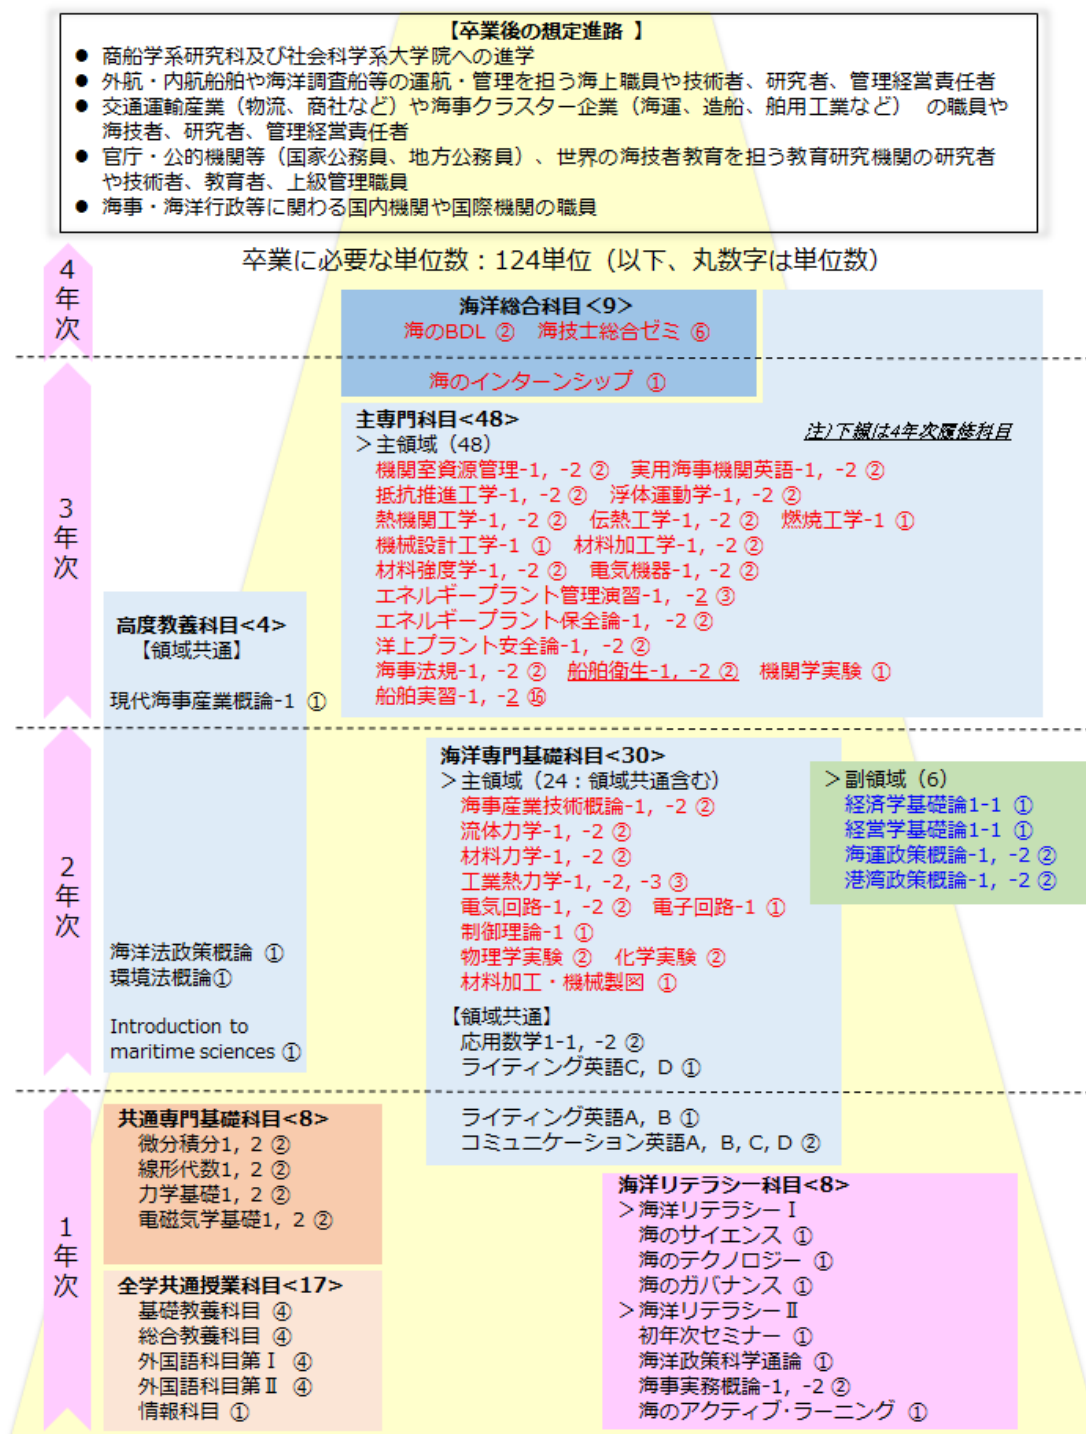 【卒業後の想定進路 】
● 商船学系研究科及び社会科学系大学院への進学
● 外航・内航船舶や海洋調査船等の運航・管理を担う海上職員や技術者、研究者、管理経営責任者
● 交通運輸産業（物流、商社など）や海事クラスター企業（海運、造船、舶用工業など） の職員や
海技者、研究者、管理経営責任者
● 官庁・公的機関等（国家公務員、地方公務員）、世界の海技者教育を担う教育研究機関の研究者
や技術者、教育者、上級管理職員
● 海事・海洋行政等に関わる国内機関や国際機関の職員
卒業に必要な単位数：124単位（以下、丸数字は単位数）
4年次
海洋総合科目<9>
海のBDL ② 海技士総合ゼミ ⑥
海のインターンシップ ①
3年次
主専門科目<48>
＞主領域（48）
注)下線は4年次履修科目
機関室資源管理-1, -2 ② 実用海事機関英語-1, -2 ②
抵抗推進工学-1, -2 ② 浮体運動学-1, -2 ②
熱機関工学-1, -2 ② 伝熱工学-1, -2 ② 燃焼工学-1 ①
機械設計工学-1 ① 材料加工学-1, -2 ②
材料強度学-1, -2 ② 電気機器-1, -2 ②
エネルギープラント管理演習-1, -2 ③
エネルギープラント保全論-1, -2 ②
洋上プラント安全論-1, -2 ②
海事法規-1, -2 ② 船舶衛生-1, -2 ② 機関学実験 ①
船舶実習-1, -2 ⑯
高度教養科目<4>
【領域共通】
現代海事産業概論-1 ①
海洋法政策概論 ①
環境法概論①
Introduction to
maritime sciences ①
2年次
海洋専門基礎科目<30>
＞主領域（24：領域共通含む）
海事産業技術概論-1, -2 ②
流体力学-1, -2 ②
材料力学-1, -2 ②
工業熱力学-1, -2, -3 ③
電気回路-1, -2 ② 電子回路-1 ①
制御理論-1 ①
物理学実験 ② 化学実験 ②
材料加工・機械製図 ①
【領域共通】
応用数学1-1, -2 ②
ライティング英語C, D ①
ライティング英語A, B ①
コミュニケーション英語A, B, C, D ②
＞副領域（6）
経済学基礎論1-1 ①
経営学基礎論1-1 ①
海運政策概論-1, -2 ②
港湾政策概論-1, -2 ②
1年次
共通専門基礎科目<8>
微分積分1, 2 ②
線形代数1, 2 ②
力学基礎1, 2 ②
電磁気学基礎1, 2 ②
全学共通授業科目<17>
基礎教養科目 ④
総合教養科目 ④
外国語科目第Ⅰ ④
外国語科目第Ⅱ ④
情報科目 ①
海洋リテラシー科目<8>
＞海洋リテラシーⅠ
海のサイエンス ①
海のテクノロジー ①
海のガバナンス ①
＞海洋リテラシーⅡ
初年次セミナー ①
海洋政策科学通論 ①
海事実務概論-1, -2 ②
海のアクティブ・ラーニング ①